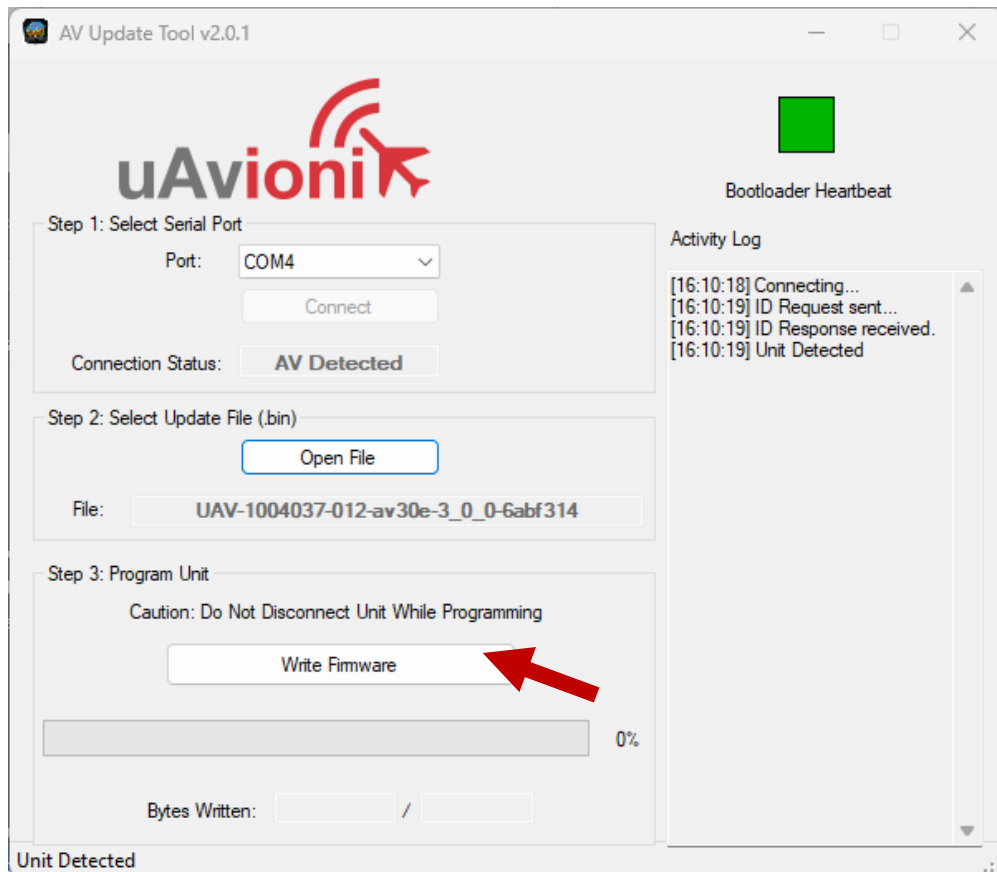 AV Update Tool v2.0.1
uAvionix
Bootloader Heartbeat
Step 1: Select Serial Port
Port: COM4
Connect
Connection Status: AV Detected
Step 2: Select Update File (.bin)
Open File
File: UAV-1004037-012-av30e-3_0_0-6abf314
Step 3: Program Unit
Caution: Do Not Disconnect Unit While Programming
Write Firmware
0%
Bytes Written: /
Activity Log
[16:10:18] Connecting...
[16:10:19] ID Request sent...
[16:10:19] ID Response received.
[16:10:19] Unit Detected
Unit Detected